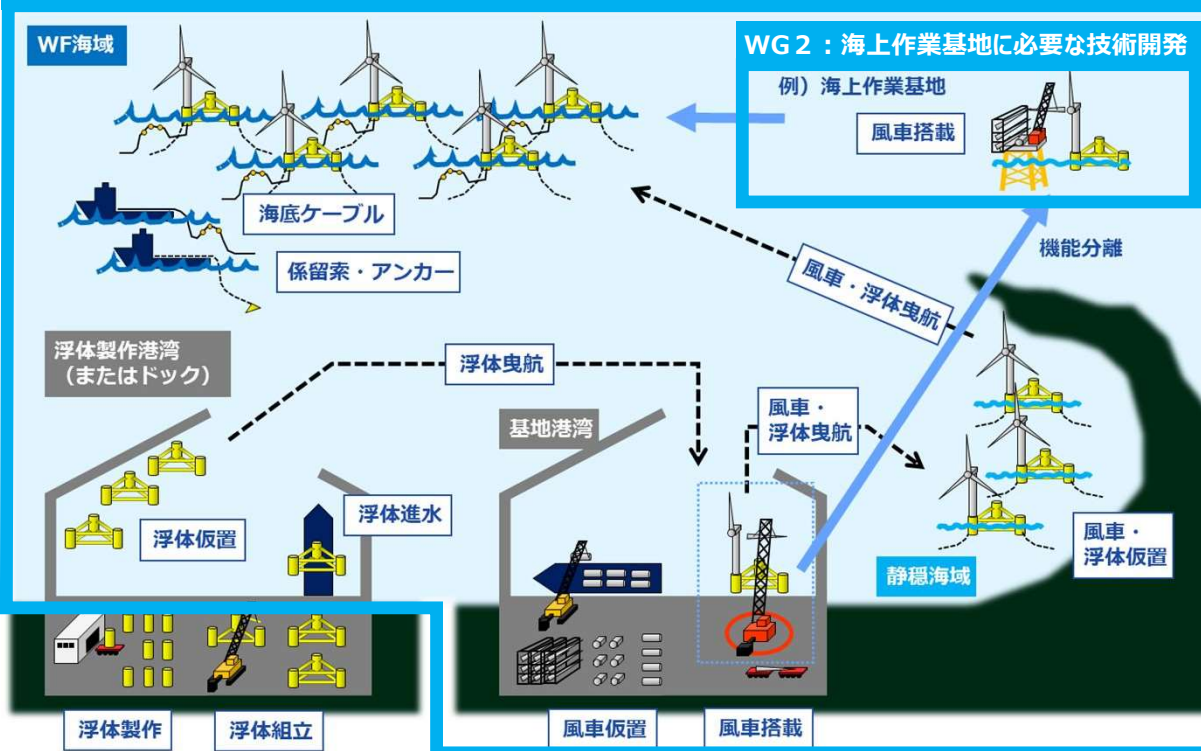 WF海域
WG2：海上作業基地に必要な技術開発
例）海上作業基地
風車搭載
海底ケーブル
係留索・アンカー
機能分離
風車・浮体曳航
浮体製作港湾
（またはドック）
浮体曳航
基地港湾
風車・
浮体曳航
浮体仮置
浮体進水
静穏海域
風車・
浮体仮置
浮体製作
浮体組立
風車仮置
風車搭載